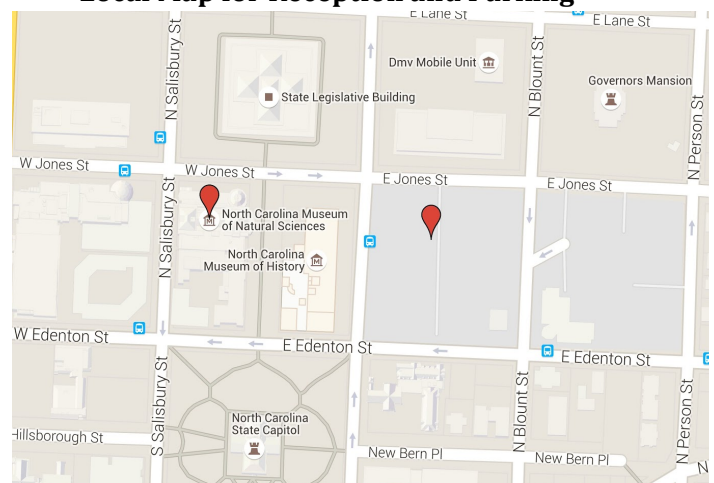 Local Map for Reception and Parking
E Lane St
E Lane St
N Salisbury St
Dmv Mobile Unit
N Blount St
Governors Mansion
State Legislative Building
N Person St
W Jones St
W Jones St
E Jones St
E Jones St
N Salisbury St
North Carolina Museum
of Natural Sciences
North Carolina
Museum of History
W Edenton St
E Edenton St
E Edenton St
S Salisbury St
N Blount St
N Person St
North Carolina
State Capitol
Hillsborough St
New Bern Pl
New Bern Pl
N